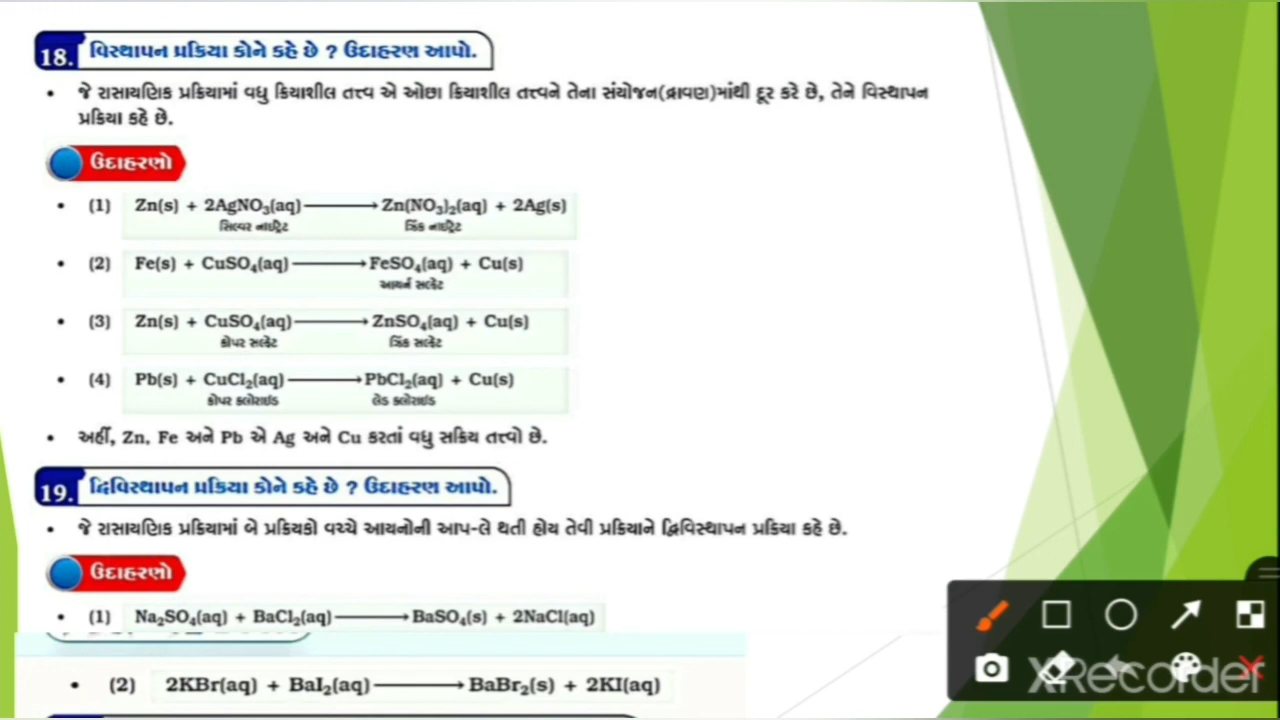 18. વિસ્થાપન પ્રક્રિયા કોને કહે છે ? ઉદાહરણ આપો.
• જે રાસાયણિક પ્રક્રિયામાં વધુ ક્રિયાશીલ તત્ત્વ એ ઓછા ક્રિયાશીલ તત્ત્વને તેના સંયોજન(દ્રાવણ)માંથી દૂર કરે છે, તેને વિસ્થાપન
પ્રક્રિયા કહે છે.
ઉદાહરણો
• (1) Zn(s) + 2AgNO₃(aq) ⟶ Zn(NO₃)₂(aq) + 2Ag(s)
સિલ્વર નાઇટ્રેટ ઝિંક નાઇટ્રેટ
• (2) Fe(s) + CuSO₄(aq) ⟶ FeSO₄(aq) + Cu(s)
આયર્ન સલ્ફેટ
• (3) Zn(s) + CuSO₄(aq) ⟶ ZnSO₄(aq) + Cu(s)
કોપર સલ્ફેટ ઝિંક સલ્ફેટ
• (4) Pb(s) + CuCl₂(aq) ⟶ PbCl₂(aq) + Cu(s)
કોપર ક્લોરાઇડ લેડ ક્લોરાઇડ
• અહીં, Zn, Fe અને Pb એ Ag અને Cu કરતાં વધુ સક્રિય તત્ત્વો છે.
19. દ્વિવિસ્થાપન પ્રક્રિયા કોને કહે છે ? ઉદાહરણ આપો.
• જે રાસાયણિક પ્રક્રિયામાં બે પ્રક્રિયકો વચ્ચે આયનોની આપ-લે થતી હોય તેવી પ્રક્રિયાને દ્વિવિસ્થાપન પ્રક્રિયા કહે છે.
ઉદાહરણો
• (1) Na₂SO₄(aq) + BaCl₂(aq) ⟶ BaSO₄(s) + 2NaCl(aq)
• (2) 2KBr(aq) + BaI₂(aq) ⟶ BaBr₂(s) + 2KI(aq)
XRecorder